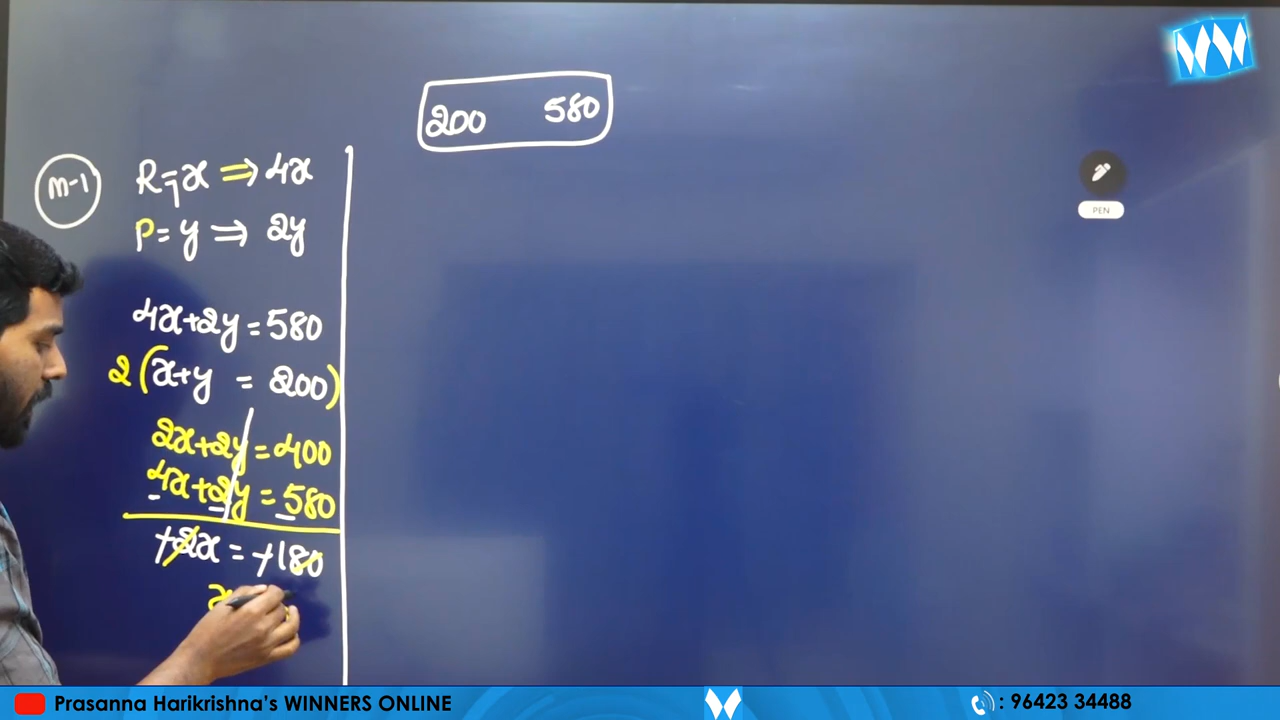 200 580
M-1
R = x ⇒ 4x
P = y ⇒ 2y
4x+2y = 580
2(x+y = 200)
2x+2y = 400
4x+2y = 580
- - -
+2x = +180
x
PEN
Prasanna Harikrishna's WINNERS ONLINE
: 96423 34488